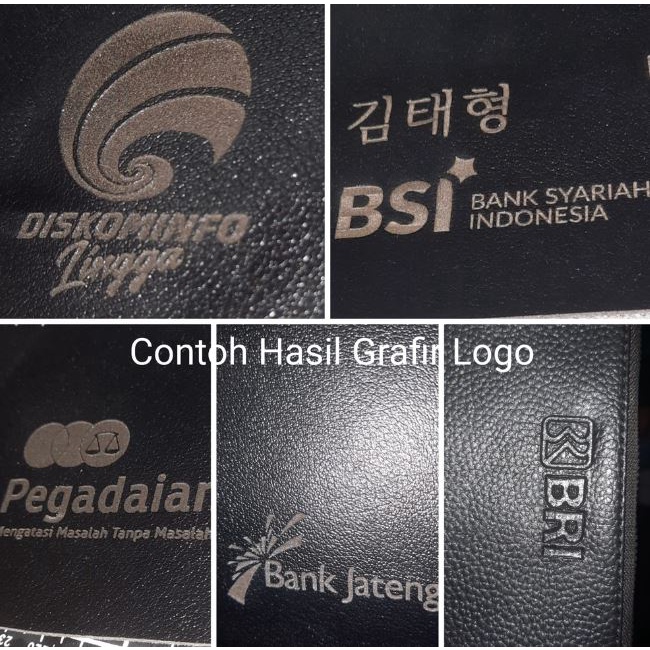 DISKOMINFO
Lingga
김태형
BSI BANK SYARIAH
INDONESIA
Contoh Hasil Grafir Logo
Pegadaian
Mengatasi Masalah Tanpa Masalah
Bank Jateng
BRI